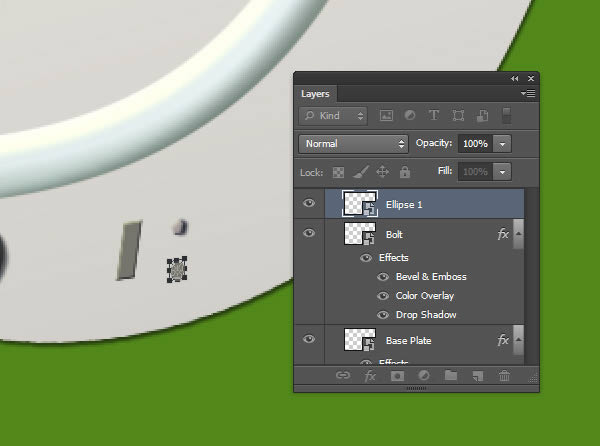 Layers
Kind
Normal Opacity: 100%
Lock: Fill: 100%
Ellipse 1
Bolt fx
Effects
Bevel & Emboss
Color Overlay
Drop Shadow
Base Plate fx
Effects
fx